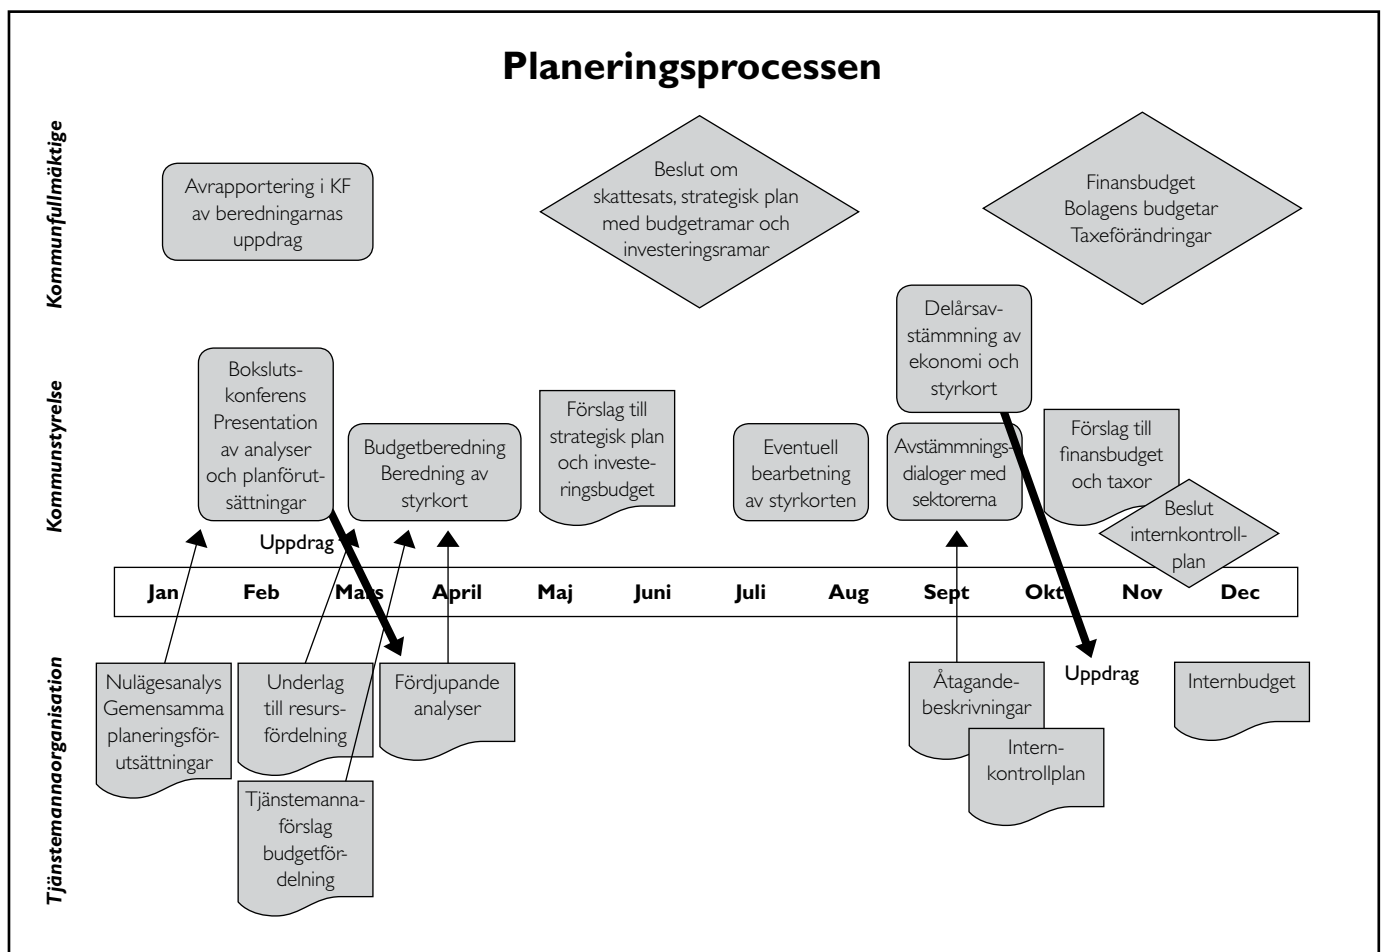 Planeringsprocessen
Kommunfullmäktige
Avrapportering i KF
av beredningarnas
uppdrag
Beslut om
skattesats, strategisk plan
med budgetramar och
investeringsramar
Finansbudget
Bolagens budgetar
Taxeförändringar
Kommunstyrelse
Boksluts-
konferens
Presentation
av analyser
och planförut-
sättningar
Budgetberedning
Beredning av
styrkort
Förslag till
strategisk plan
och investe-
ringsbudget
Eventuell
bearbetning
av styrkorten
Delårsav-
stämmning av
ekonomi och
styrkort
Avstämmnings-
dialoger med
sektorerna
Förslag till
finansbudget
och taxor
Beslut
internkontroll-
plan
Uppdrag
Jan Feb Mars April Maj Juni Juli Aug Sept Okt Nov Dec
Tjänstemannaorganisation
Nulägesanalys
Gemensamma
planeringsför-
utsättningar
Underlag
till resurs-
fördelning
Tjänstemanna-
förslag
budgetför-
delning
Fördjupande
analyser
Åtagande-
beskrivningar
Intern-
kontrollplan
Uppdrag
Internbudget